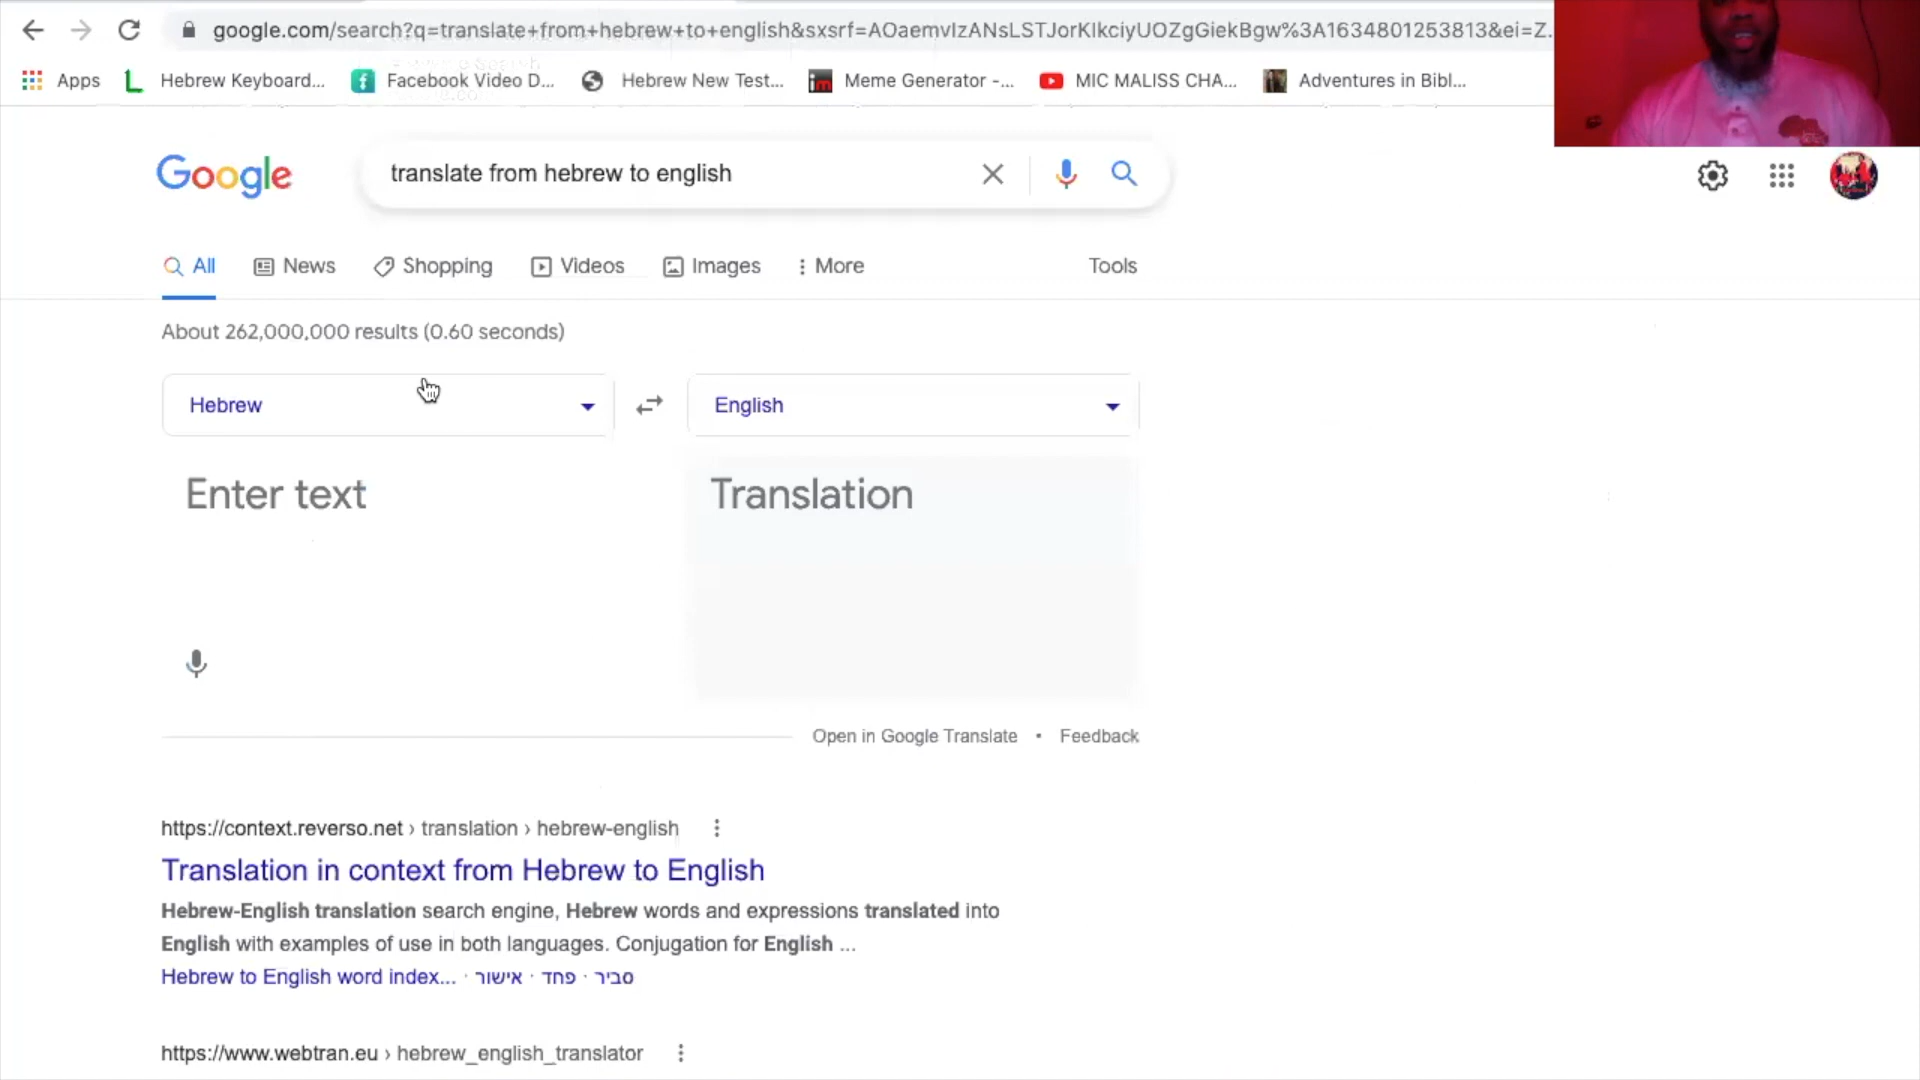 google.com/search?q=translate+from+hebrew+to+english&sxsrf=AOaemvIzANsLSTJorKIkciyUOZgGiekBgw%3A1634801253813&ei=Z.
Apps Hebrew Keyboard... Facebook Video D... Hebrew New Test... Meme Generator -... MIC MALISS CHA... Adventures in Bibl...
Google translate from hebrew to english
All News Shopping Videos Images More Tools
About 262,000,000 results (0.60 seconds)
Hebrew English
Enter text Translation
Open in Google Translate • Feedback
https://context.reverso.net › translation › hebrew-english
Translation in context from Hebrew to English
Hebrew-English translation search engine, Hebrew words and expressions translated into
English with examples of use in both languages. Conjugation for English ...
Hebrew to English word index... · אישור · פחד · סביר
https://www.webtran.eu › hebrew_english_translator